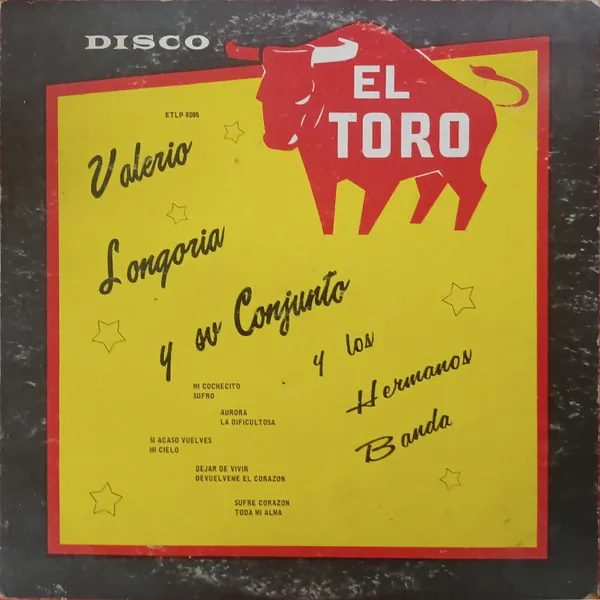 DISCO
EL
TORO
ETLP 6005
Valerio
Longoria
y su Conjunto
y los
Hermanos
Banda
MI COCHECITO
SUFRO
AURORA
LA DIFICULTOSA
SI ACASO VUELVES
MI CIELO
DEJAR DE VIVIR
DEVUELVEME EL CORAZON
SUFRE CORAZON
TODA MI ALMA